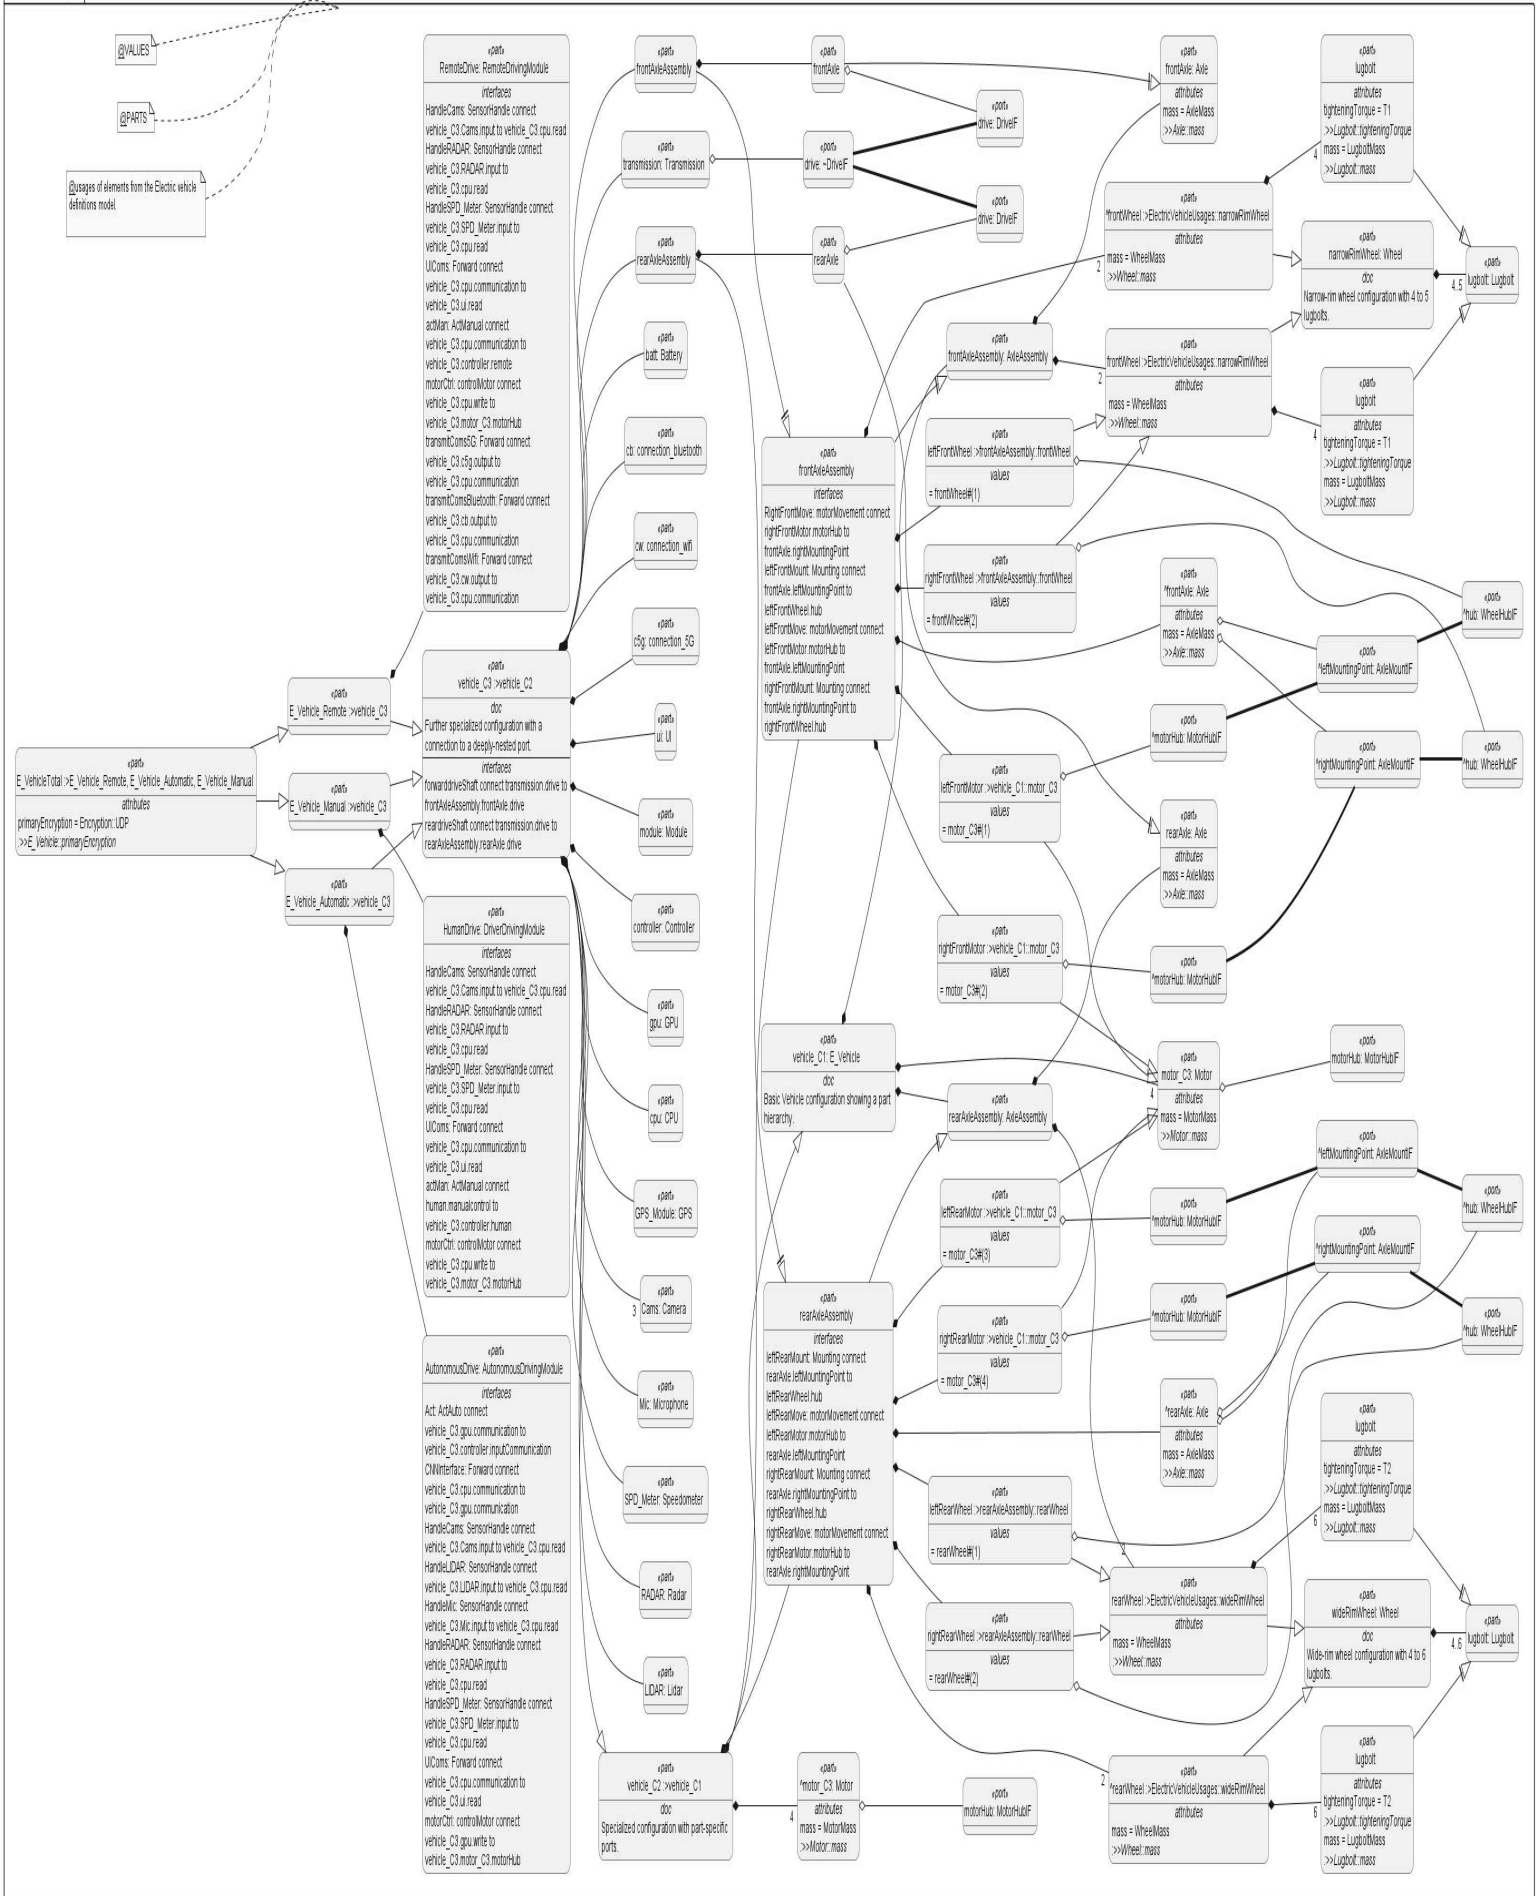 @VALUES
@PARTS
@usages of elements from the Electric vehicle
definitions model.
«part»
E_VehicleTotal :>E_Vehicle_Remote, E_Vehicle_Automatic, E_Vehicle_Manual
attributes
primaryEncryption = Encryption::UDP
:>>E_Vehicle::primaryEncryption
«part»
E_Vehicle_Remote :>vehicle_C3
«part»
E_Vehicle_Manual :>vehicle_C3
«part»
E_Vehicle_Automatic :>vehicle_C3
«part»
RemoteDrive: RemoteDrivingModule
interfaces
HandleCams: SensorHandle connect
vehicle_C3.Cams.input to vehicle_C3.cpu.read
HandleRADAR: SensorHandle connect
vehicle_C3.RADAR.input to
vehicle_C3.cpu.read
HandleSPD_Meter: SensorHandle connect
vehicle_C3.SPD_Meter.input to
vehicle_C3.cpu.read
UIComs: Forward connect
vehicle_C3.cpu.communication to
vehicle_C3.ui.read
actMan: ActManual connect
vehicle_C3.cpu.communication to
vehicle_C3.controller.remote
motorCtrl: controlMotor connect
vehicle_C3.cpu.write to
vehicle_C3.motor_C3.motorHub
transmitComs5G: Forward connect
vehicle_C3.c5g.output to
vehicle_C3.cpu.communication
transmitComsBluetooth: Forward connect
vehicle_C3.cb.output to
vehicle_C3.cpu.communication
transmitComsWifi: Forward connect
vehicle_C3.cw.output to
vehicle_C3.cpu.communication
«part»
vehicle_C3 :>vehicle_C2
doc
Further specialized configuration with a
connection to a deeply-nested port.
interfaces
forwarddriveShaft connect transmission.drive to
frontAxleAssembly.frontAxle.drive
reardriveShaft connect transmission.drive to
rearAxleAssembly.rearAxle.drive
«part»
HumanDrive: DriverDrivingModule
interfaces
HandleCams: SensorHandle connect
vehicle_C3.Cams.input to vehicle_C3.cpu.read
HandleRADAR: SensorHandle connect
vehicle_C3.RADAR.input to
vehicle_C3.cpu.read
HandleSPD_Meter: SensorHandle connect
vehicle_C3.SPD_Meter.input to
vehicle_C3.cpu.read
UIComs: Forward connect
vehicle_C3.cpu.communication to
vehicle_C3.ui.read
actMan: ActManual connect
human.manualcontrol to
vehicle_C3.controller.human
motorCtrl: controlMotor connect
vehicle_C3.cpu.write to
vehicle_C3.motor_C3.motorHub
«part»
AutonomousDrive: AutonomousDrivingModule
interfaces
Act: ActAuto connect
vehicle_C3.gpu.communication to
vehicle_C3.controller.inputCommunication
CNNInterface: Forward connect
vehicle_C3.cpu.communication to
vehicle_C3.gpu.communication
HandleCams: SensorHandle connect
vehicle_C3.Cams.input to vehicle_C3.cpu.read
HandleLIDAR: SensorHandle connect
vehicle_C3.LIDAR.input to vehicle_C3.cpu.read
HandleMic: SensorHandle connect
vehicle_C3.Mic.input to vehicle_C3.cpu.read
HandleRADAR: SensorHandle connect
vehicle_C3.RADAR.input to
vehicle_C3.cpu.read
HandleSPD_Meter: SensorHandle connect
vehicle_C3.SPD_Meter.input to
vehicle_C3.cpu.read
UIComs: Forward connect
vehicle_C3.cpu.communication to
vehicle_C3.ui.read
motorCtrl: controlMotor connect
vehicle_C3.gpu.write to
vehicle_C3.motor_C3.motorHub
«part»
frontAxleAssembly
«part»
transmission: Transmission
«part»
rearAxleAssembly
«part»
batt: Battery
«part»
cb: connection_bluetooth
«part»
cw: connection_wifi
«part»
c5g: connection_5G
«part»
ui: UI
«part»
module: Module
«part»
controller: Controller
«part»
gpu: GPU
«part»
cpu: CPU
«part»
GPS_Module: GPS
3
«part»
Cams: Camera
«part»
Mic: Microphone
«part»
SPD_Meter: Speedometer
«part»
RADAR: Radar
«part»
LIDAR: Lidar
«part»
vehicle_C2 :>vehicle_C1
doc
Specialized configuration with part-specific
ports.
«part»
frontAxle
«port»
drive: ~DriveIF
«part»
rearAxle
«port»
drive: DriveIF
«port»
drive: DriveIF
«part»
frontAxleAssembly
interfaces
RightFrontMove: motorMovement connect
rightFrontMotor.motorHub to
frontAxle.rightMountingPoint
leftFrontMount: Mounting connect
frontAxle.leftMountingPoint to
leftFrontWheel.hub
leftFrontMove: motorMovement connect
leftFrontMotor.motorHub to
frontAxle.leftMountingPoint
rightFrontMount: Mounting connect
frontAxle.rightMountingPoint to
rightFrontWheel.hub
«part»
vehicle_C1: E_Vehicle
doc
Basic Vehicle configuration showing a part
hierarchy.
«part»
rearAxleAssembly
interfaces
leftRearMount: Mounting connect
rearAxle.leftMountingPoint to
leftRearWheel.hub
leftRearMove: motorMovement connect
leftRearMotor.motorHub to
rearAxle.leftMountingPoint
rightRearMount: Mounting connect
rearAxle.rightMountingPoint to
rightRearWheel.hub
rightRearMove: motorMovement connect
rightRearMotor.motorHub to
rearAxle.rightMountingPoint
4
«part»
^motor_C3: Motor
attributes
mass = MotorMass
:>>Motor::mass
«port»
motorHub: MotorHubIF
«part»
frontAxleAssembly: AxleAssembly
«part»
leftFrontWheel :>frontAxleAssembly::frontWheel
values
= frontWheel#(1)
«part»
rightFrontWheel :>frontAxleAssembly::frontWheel
values
= frontWheel#(2)
«part»
leftFrontMotor :>vehicle_C1::motor_C3
values
= motor_C3#(1)
«part»
rightFrontMotor :>vehicle_C1::motor_C3
values
= motor_C3#(2)
«part»
rearAxleAssembly: AxleAssembly
«part»
leftRearMotor :>vehicle_C1::motor_C3
values
= motor_C3#(3)
«part»
rightRearMotor :>vehicle_C1::motor_C3
values
= motor_C3#(4)
«part»
leftRearWheel :>rearAxleAssembly::rearWheel
values
= rearWheel#(1)
«part»
rightRearWheel :>rearAxleAssembly::rearWheel
values
= rearWheel#(2)
«part»
frontAxle: Axle
attributes
mass = AxleMass
:>>Axle::mass
2
«part»
^frontWheel :>ElectricVehicleUsages::narrowRimWheel
attributes
mass = WheelMass
:>>Wheel::mass
2
«part»
frontWheel :>ElectricVehicleUsages::narrowRimWheel
attributes
mass = WheelMass
:>>Wheel::mass
«part»
^frontAxle: Axle
attributes
mass = AxleMass
:>>Axle::mass
«port»
^motorHub: MotorHubIF
«part»
rearAxle: Axle
attributes
mass = AxleMass
:>>Axle::mass
«port»
^motorHub: MotorHubIF
4
«part»
motor_C3: Motor
attributes
mass = MotorMass
:>>Motor::mass
«port»
^motorHub: MotorHubIF
«port»
^motorHub: MotorHubIF
«part»
^rearAxle: Axle
attributes
mass = AxleMass
:>>Axle::mass
2
«part»
rearWheel :>ElectricVehicleUsages::wideRimWheel
attributes
mass = WheelMass
:>>Wheel::mass
2
«part»
^rearWheel :>ElectricVehicleUsages::wideRimWheel
attributes
mass = WheelMass
:>>Wheel::mass
4
«part»
lugbolt
attributes
tighteningTorque = T1
:>>Lugbolt::tighteningTorque
mass = LugboltMass
:>>Lugbolt::mass
«part»
narrowRimWheel: Wheel
doc
Narrow-rim wheel configuration with 4 to 5
lugbolts.
4
«part»
lugbolt
attributes
tighteningTorque = T1
:>>Lugbolt::tighteningTorque
mass = LugboltMass
:>>Lugbolt::mass
4..5
«part»
lugbolt: Lugbolt
«port»
^leftMountingPoint: AxleMountIF
«port»
^rightMountingPoint: AxleMountIF
«port»
^hub: WheelHubIF
«port»
^hub: WheelHubIF
«port»
motorHub: MotorHubIF
«port»
^leftMountingPoint: AxleMountIF
«port»
^rightMountingPoint: AxleMountIF
«port»
^hub: WheelHubIF
«port»
^hub: WheelHubIF
6
«part»
lugbolt
attributes
tighteningTorque = T2
:>>Lugbolt::tighteningTorque
mass = LugboltMass
:>>Lugbolt::mass
«part»
wideRimWheel: Wheel
doc
Wide-rim wheel configuration with 4 to 6
lugbolts.
4..6
«part»
lugbolt: Lugbolt
6
«part»
lugbolt
attributes
tighteningTorque = T2
:>>Lugbolt::tighteningTorque
mass = LugboltMass
:>>Lugbolt::mass